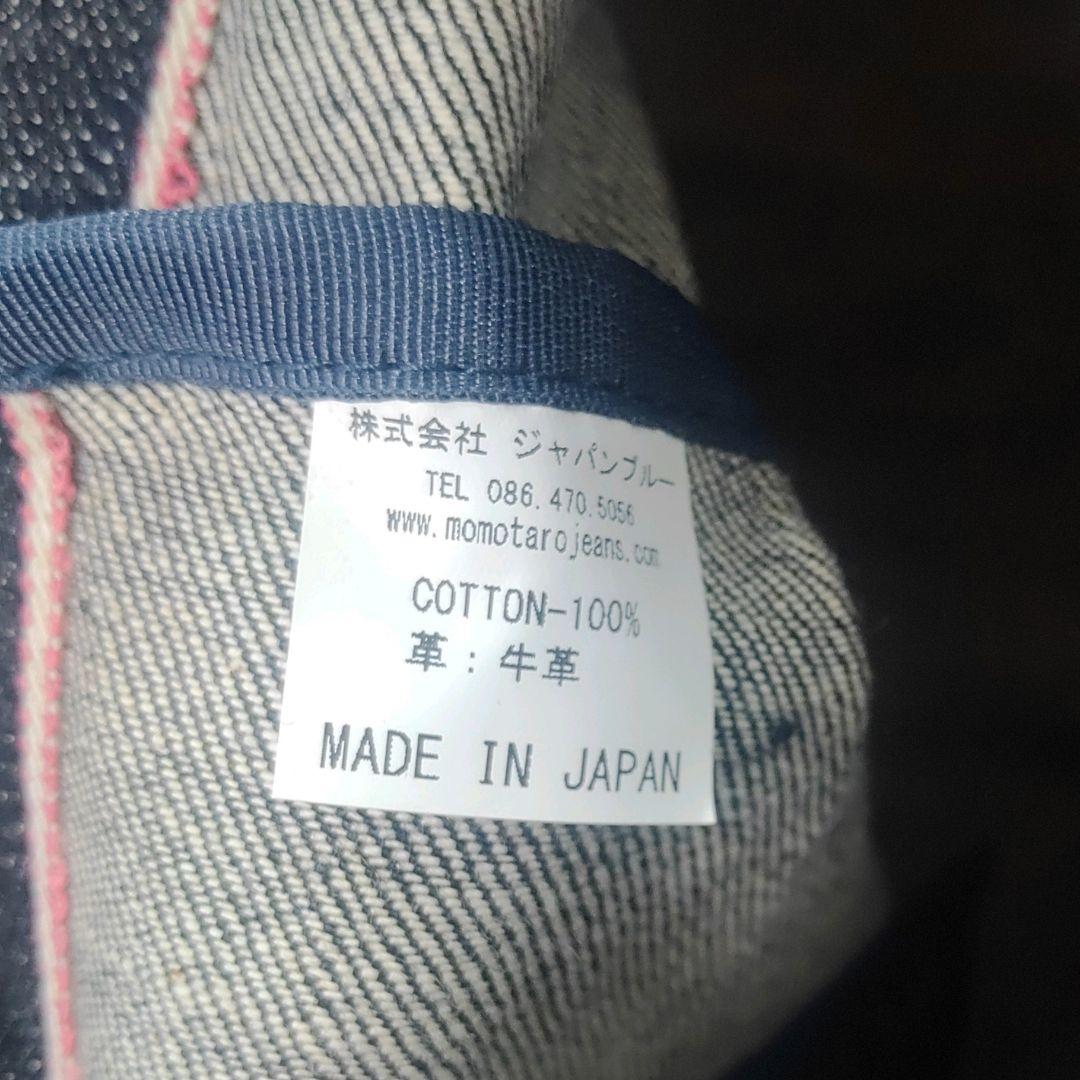 株式会社 ジャパンブルー
TEL 086.470.5056
www.momotarojeans.com
COTTON-100%
革：牛革
MADE IN JAPAN